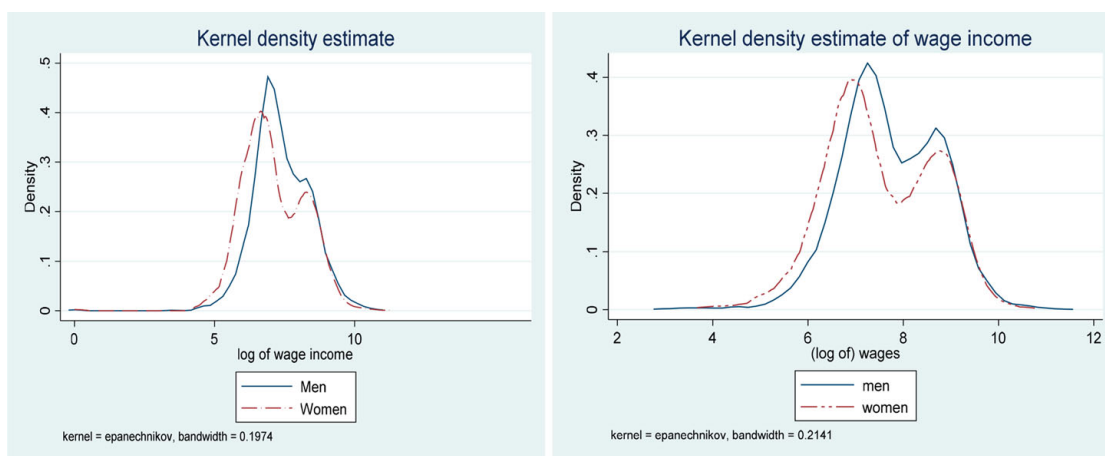 Kernel density estimate
.5
.4
.3
.2
.1
0
Density
0 5 10
log of wage income
Men
Women
kernel = epanechnikov, bandwidth = 0.1974
Kernel density estimate of wage income
.4
.3
.2
.1
0
Density
2 4 6 8 10 12
(log of) wages
men
women
kernel = epanechnikov, bandwidth = 0.2141